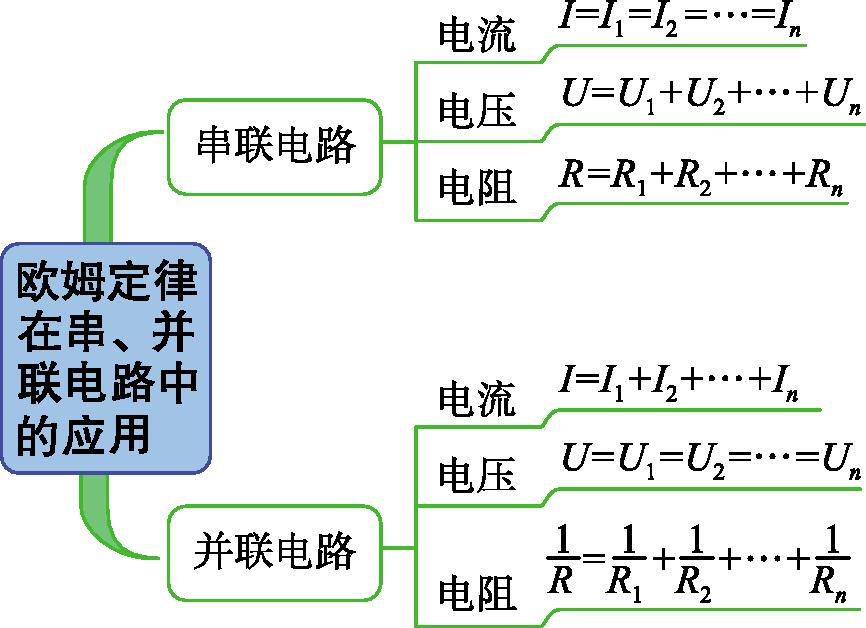 欧姆定律
在串、并
联电路中
的应用
串联电路
电流 I=I₁=I₂=⋯=Iₙ
电压 U=U₁+U₂+⋯+Uₙ
电阻 R=R₁+R₂+⋯+Rₙ
并联电路
电流 I=I₁+I₂+⋯+Iₙ
电压 U=U₁=U₂=⋯=Uₙ
电阻 1/R=1/R₁+1/R₂+⋯+1/Rₙ